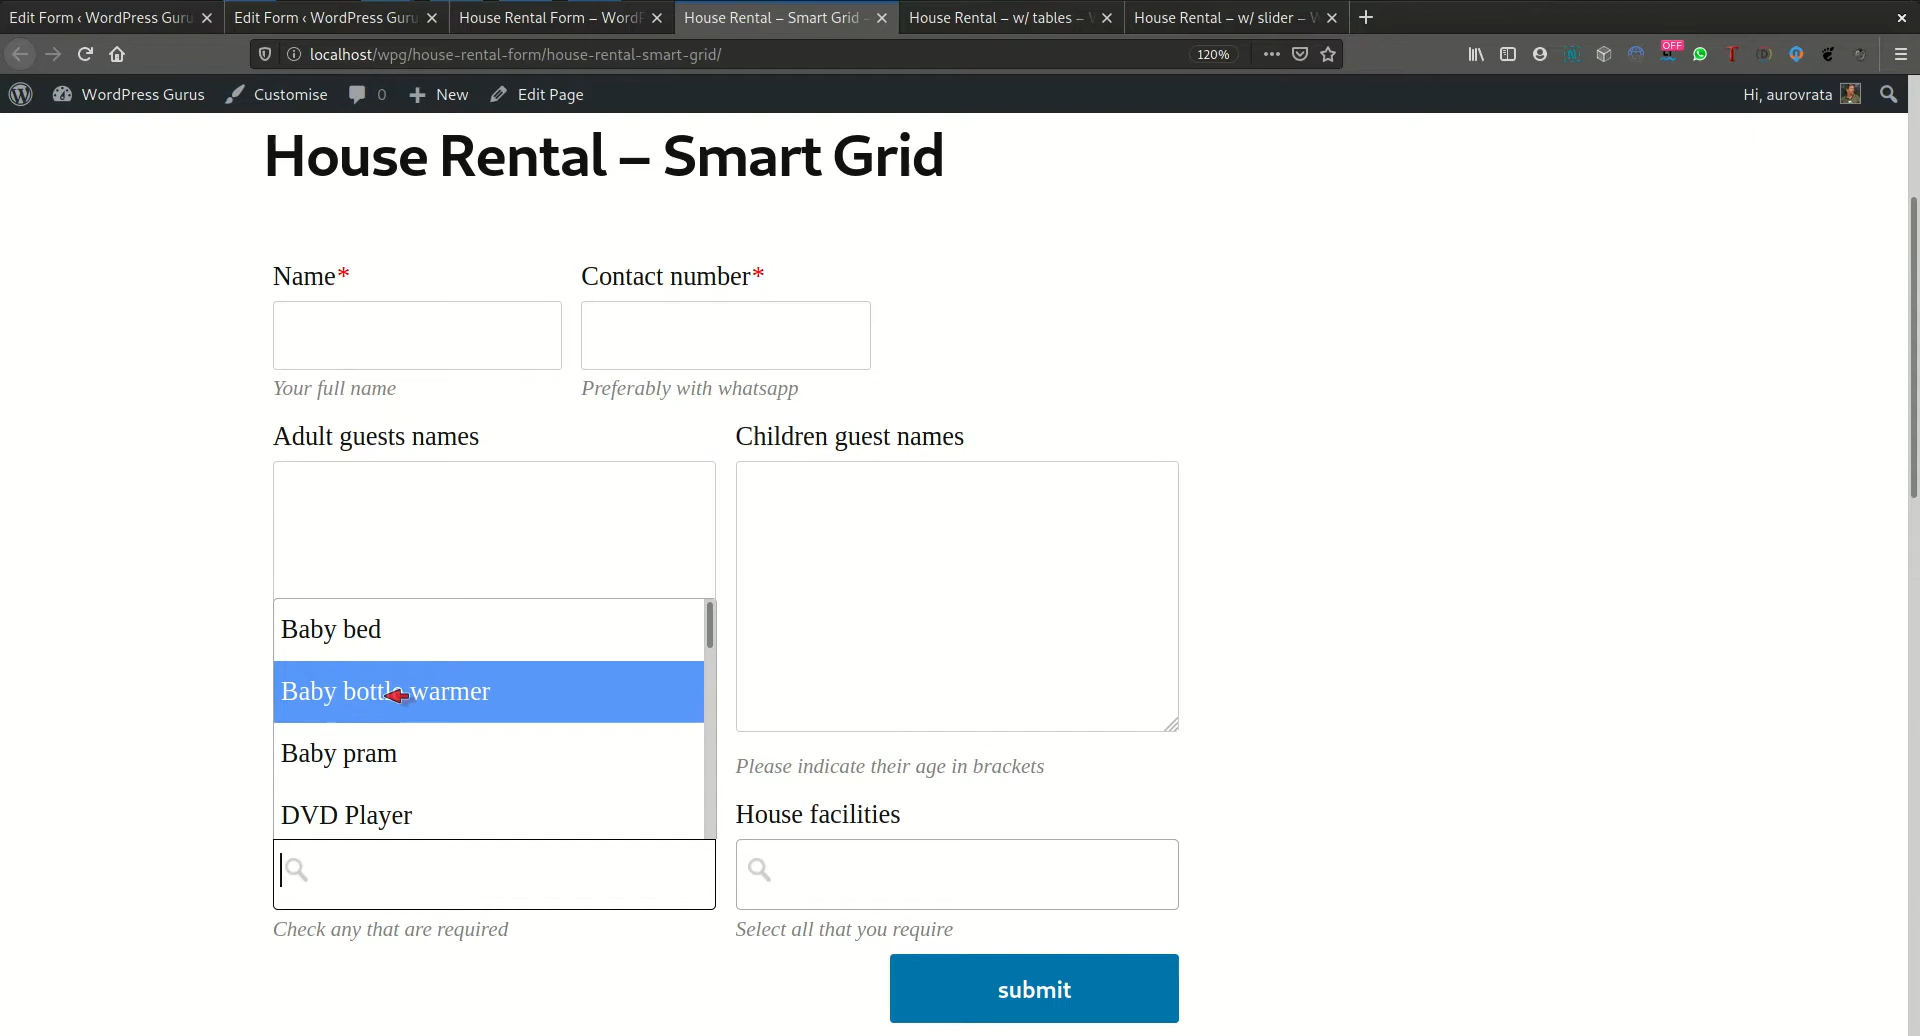 Edit Form ‹ WordPress Guru
Edit Form ‹ WordPress Guru
House Rental Form – Word
House Rental – Smart Grid –
House Rental – w/ tables –
House Rental – w/ slider –
localhost/wpg/house-rental-form/house-rental-smart-grid/
120%
OFF
WordPress Gurus
Customise
0
New
Edit Page
Hi, aurovrata
House Rental – Smart Grid
Name*
Contact number*
Your full name
Preferably with whatsapp
Adult guests names
Children guest names
Baby bed
Baby bottle warmer
Baby pram
DVD Player
Please indicate their age in brackets
House facilities
Check any that are required
Select all that you require
submit